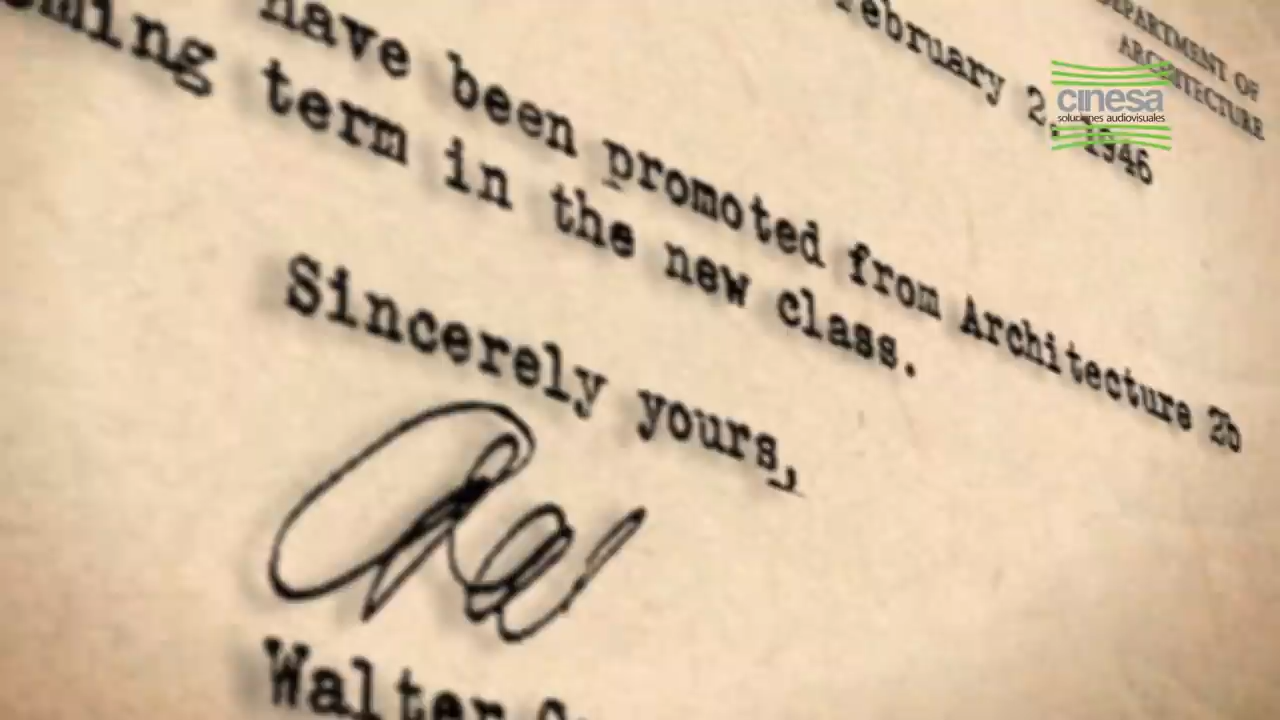 DEPARTMENT OF
ARCHITECTURE
February 2, 1946
cinesa
soluciones audiovisuales
have been promoted from Architecture 2b
term in the new class.
Sincerely yours,
Walter